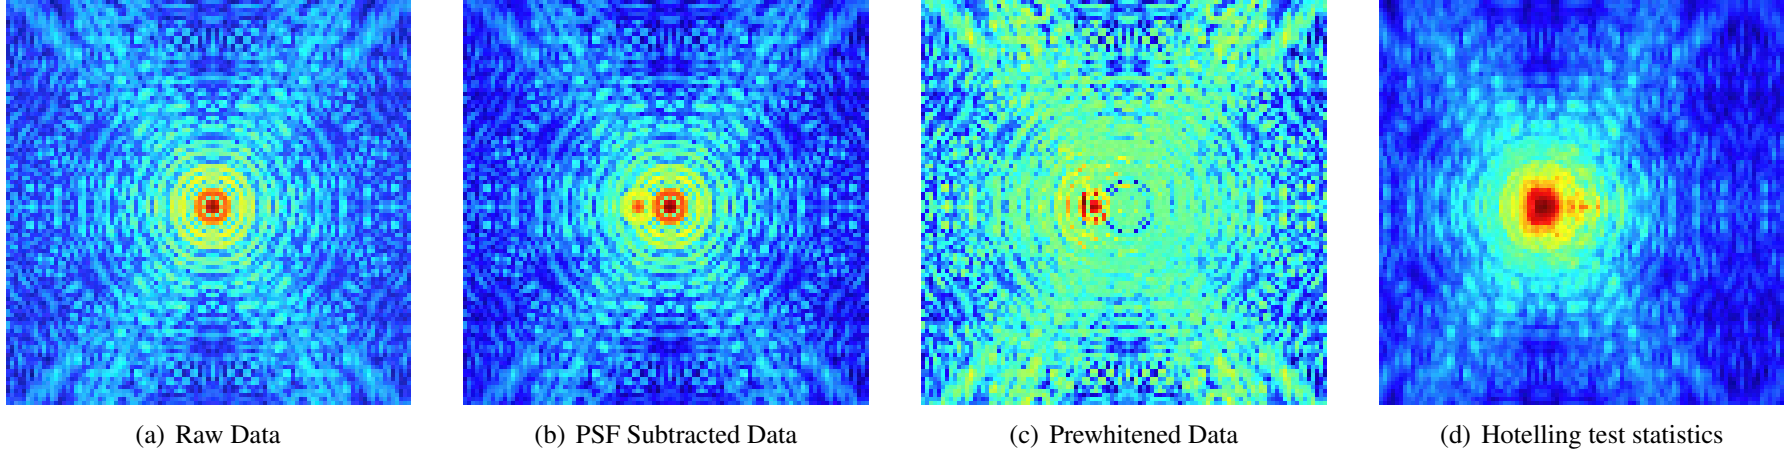 (a) Raw Data
(b) PSF Subtracted Data
(c) Prewhitened Data
(d) Hotelling test statistics